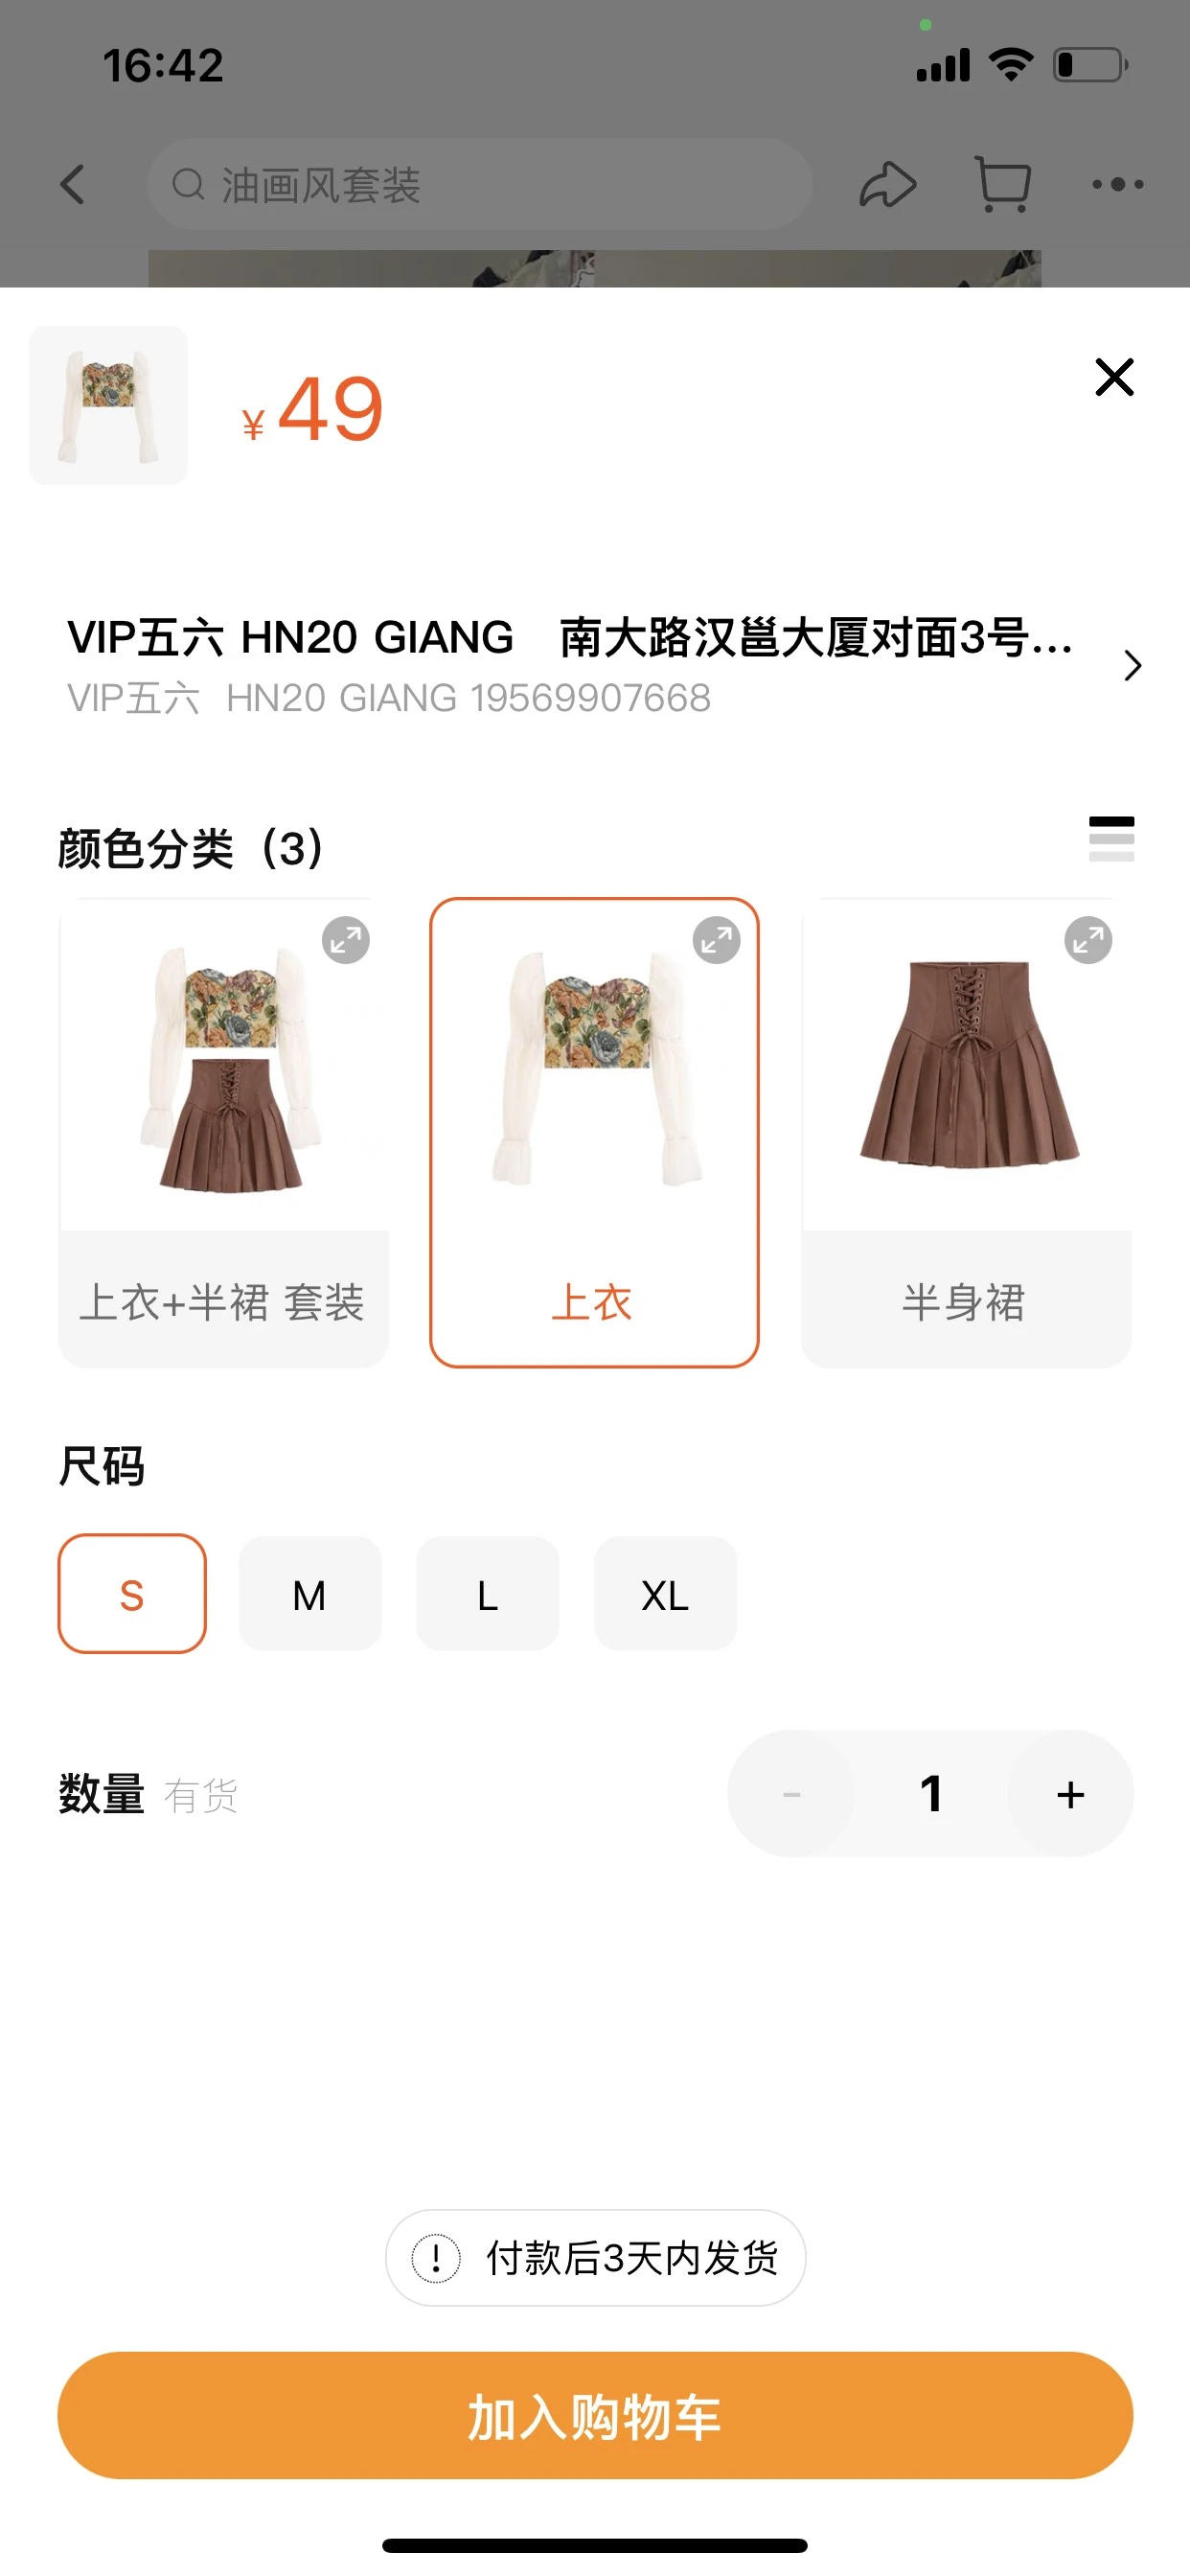 16:42
油画风套装
¥49
VIP五六 HN20 GIANG 南大路汉邕大厦对面3号...
VIP五六 HN20 GIANG 19569907668
颜色分类（3）
上衣+半裙 套装
上衣
半身裙
尺码
S M L XL
数量 有货
- 1 +
! 付款后3天内发货
加入购物车